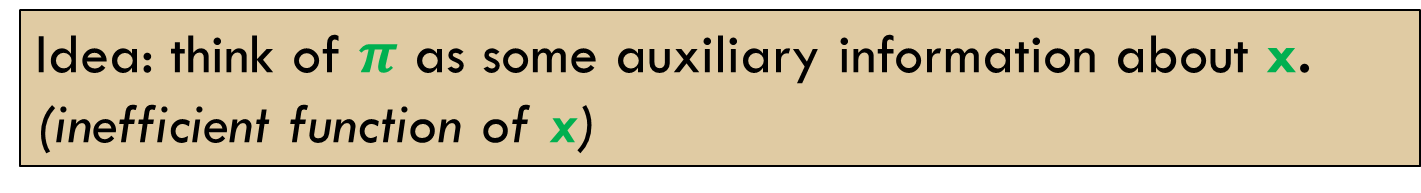 Idea: think of π as some auxiliary information about x.
(inefficient function of x)